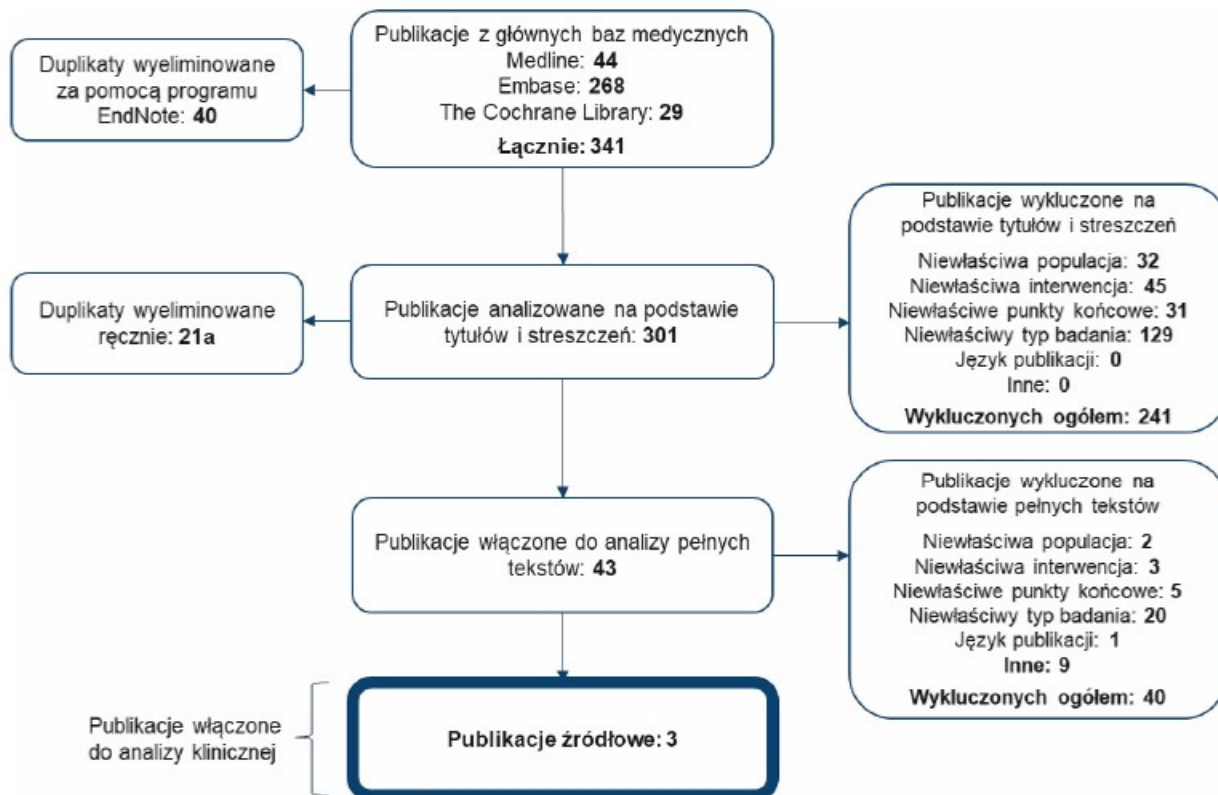 Publikacje z głównych baz medycznych
Medline: 44
Embase: 268
The Cochrane Library: 29
Łącznie: 341
Duplikaty wyeliminowane
za pomocą programu
EndNote: 40
Publikacje wykluczone na
podstawie tytułów i streszczeń
Niewłaściwa populacja: 32
Niewłaściwa interwencja: 45
Niewłaściwe punkty końcowe: 31
Niewłaściwy typ badania: 129
Język publikacji: 0
Inne: 0
Wykluczonych ogółem: 241
Publikacje analizowane na podstawie
tytułów i streszczeń: 301
Duplikaty wyeliminowane
ręcznie: 21a
Publikacje włączone do analizy pełnych
tekstów: 43
Publikacje wykluczone na
podstawie pełnych tekstów
Niewłaściwa populacja: 2
Niewłaściwa interwencja: 3
Niewłaściwe punkty końcowe: 5
Niewłaściwy typ badania: 20
Język publikacji: 1
Inne: 9
Wykluczonych ogółem: 40
Publikacje włączone
do analizy klinicznej
Publikacje źródłowe: 3